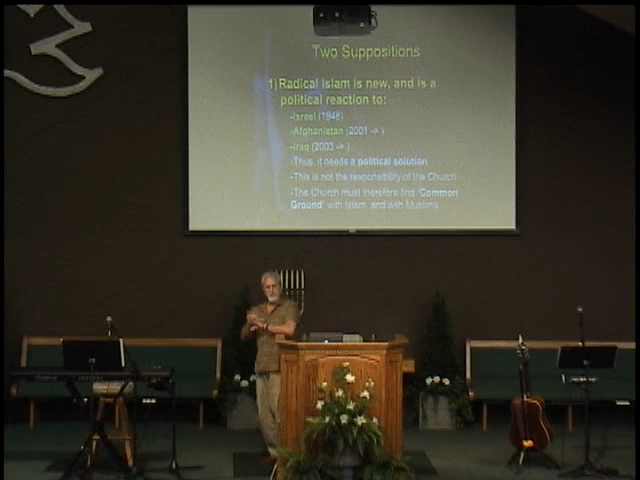 Two Suppositions
1) Radical Islam is new, and is a
political reaction to:
-Israel (1948)
-Afghanistan (2001 -> )
-Iraq (2003 -> )
-Thus, it needs a political solution
-This is not the responsibility of the Church
-The Church must therefore find 'Common
Ground' with Islam, and with Muslims